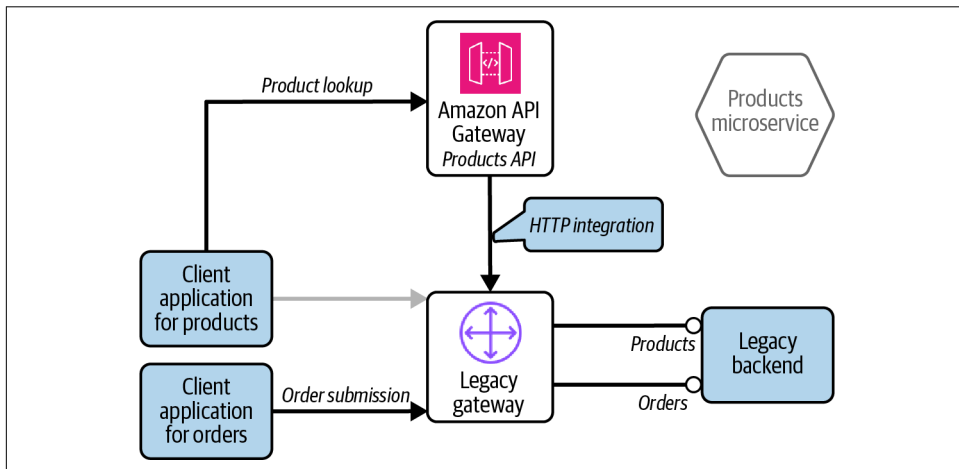 Product lookup
Amazon API
Gateway
Products API
Products
microservice
HTTP integration
Client
application
for products
Legacy
gateway
Products
Orders
Legacy
backend
Client
application
for orders
Order submission